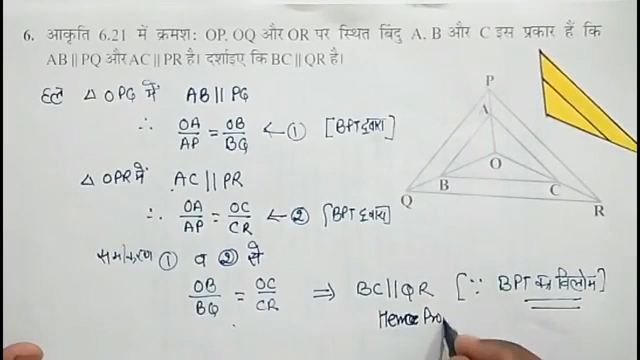 6. आकृति 6.21 में क्रमशः OP, OQ और OR पर स्थित बिंदु A, B और C इस प्रकार हैं कि
AB || PQ और AC || PR है। दर्शाइए कि BC || QR है।
हल △ OPQ में AB || PQ
∴ OA/AP = OB/BQ ← ① [BPT द्वारा]
△ OPR में AC || PR
∴ OA/AP = OC/CR ← ② [BPT द्वारा]
समीकरण ① व ② से
OB/BQ = OC/CR ⇒ BC || QR [∵ BPT का विलोम]
Hence Pro
P
A
O
B
C
Q
R